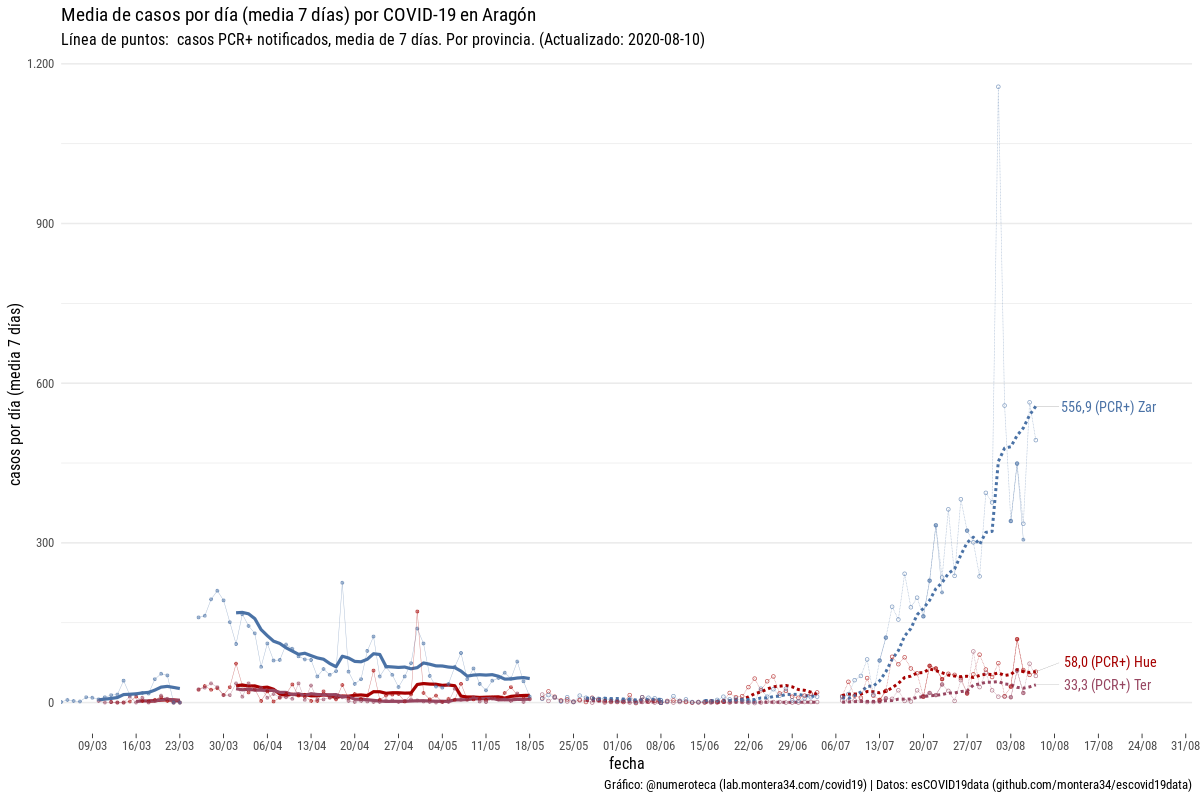 Media de casos por día (media 7 días) por COVID-19 en Aragón
Línea de puntos:  casos PCR+ notificados, media de 7 días. Por provincia. (Actualizado: 2020-08-10)
casos por día (media 7 días)
1.200
900
600
300
0
556,9 (PCR+) Zar
58,0 (PCR+) Hue
33,3 (PCR+) Ter
09/03 16/03 23/03 30/03 06/04 13/04 20/04 27/04 04/05 11/05 18/05 25/05 01/06 08/06 15/06 22/06 29/06 06/07 13/07 20/07 27/07 03/08 10/08 17/08 24/08 31/08
fecha
Gráfico: @numeroteca (lab.montera34.com/covid19) | Datos: esCOVID19data (github.com/montera34/escovid19data)